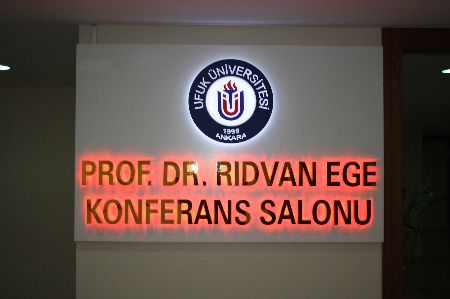 UFUK ÜNİVERSİTESİ
1999
ANKARA
PROF. DR. RIDVAN EGE
KONFERANS SALONU